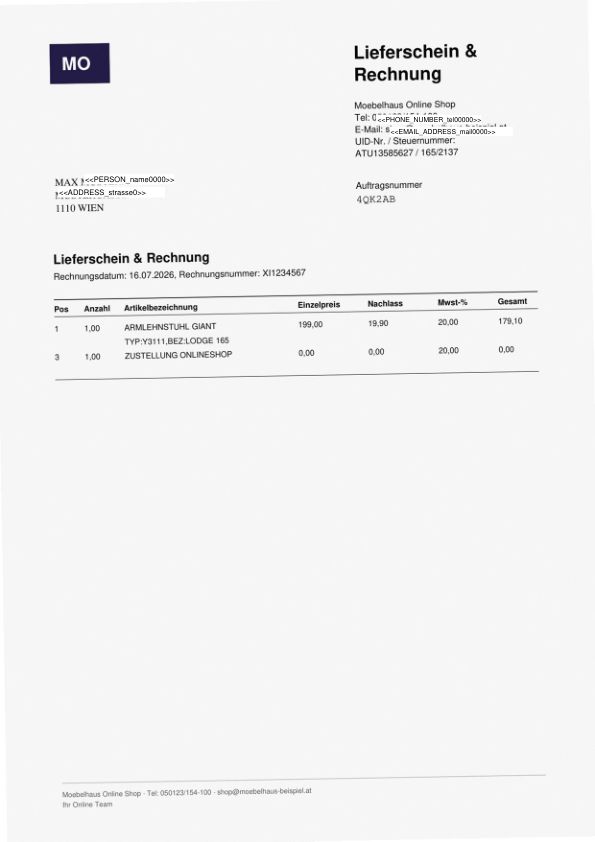 MO
Lieferschein &
Rechnung
Moebelhaus Online Shop
Tel: <<PHONE_NUMBER_tel00000>>
E-Mail: <<EMAIL_ADDRESS_mail0000>>
UID-Nr. / Steuernummer:
ATU13585627 / 165/2137
MAX <<PERSON_name0000>>
<<ADDRESS_strasse0>>
1110 WIEN
Auftragsnummer
4QK2AB
Lieferschein & Rechnung
Rechnungsdatum: 16.07.2026, Rechnungsnummer: XI1234567
Pos Anzahl Artikelbezeichnung Einzelpreis Nachlass Mwst-% Gesamt
1 1,00 ARMLEHNSTUHL GIANT 199,00 19,90 20,00 179,10
TYP:Y3111,BEZ:LODGE 165
3 1,00 ZUSTELLUNG ONLINESHOP 0,00 0,00 20,00 0,00
Moebelhaus Online Shop · Tel: 050123/154-100 · shop@moebelhaus-beispiel.at
Ihr Online Team